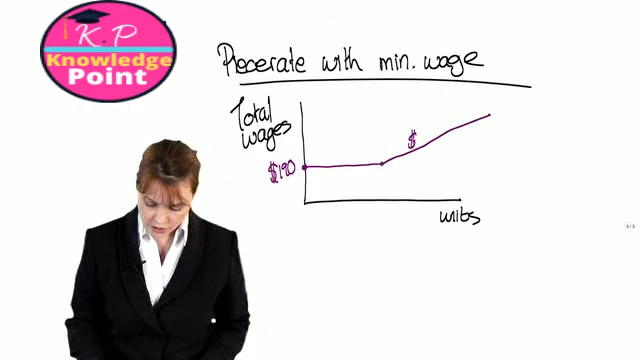 K.P
Knowledge
Point
Piecerate with min. wage
Total
wages
$190
$
units